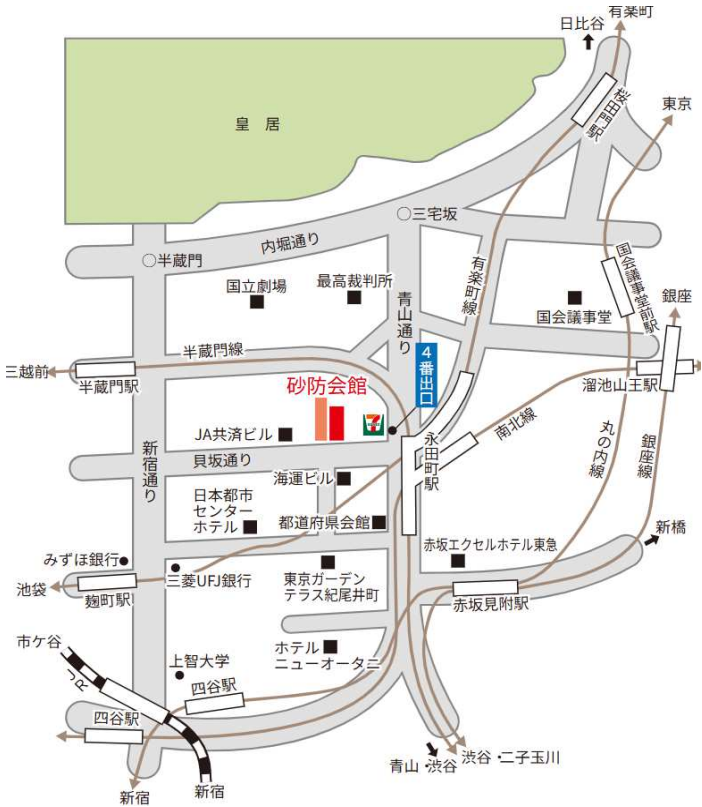 有楽町
日比谷
桜田門駅
東京
皇 居
○三宅坂
内堀通り
○半蔵門
国立劇場
最高裁判所
青山通り
有楽町線
国会議事堂
国会議事堂前駅
銀座
半蔵門線
三越前
半蔵門駅
4番出口
溜池山王駅
砂防会館
JA共済ビル
新宿通り
貝坂通り
永田町駅
南北線
丸の内線
銀座線
海運ビル
日本都市
センター
ホテル
都道府県会館
新橋
赤坂エクセルホテル東急
みずほ銀行
池袋
麹町駅
三菱UFJ銀行
東京ガーデン
テラス紀尾井町
赤坂見附駅
市ケ谷
JR
上智大学
ホテル
ニューオータニ
四谷駅
四谷駅
新宿
新宿
青山・渋谷
渋谷・二子玉川